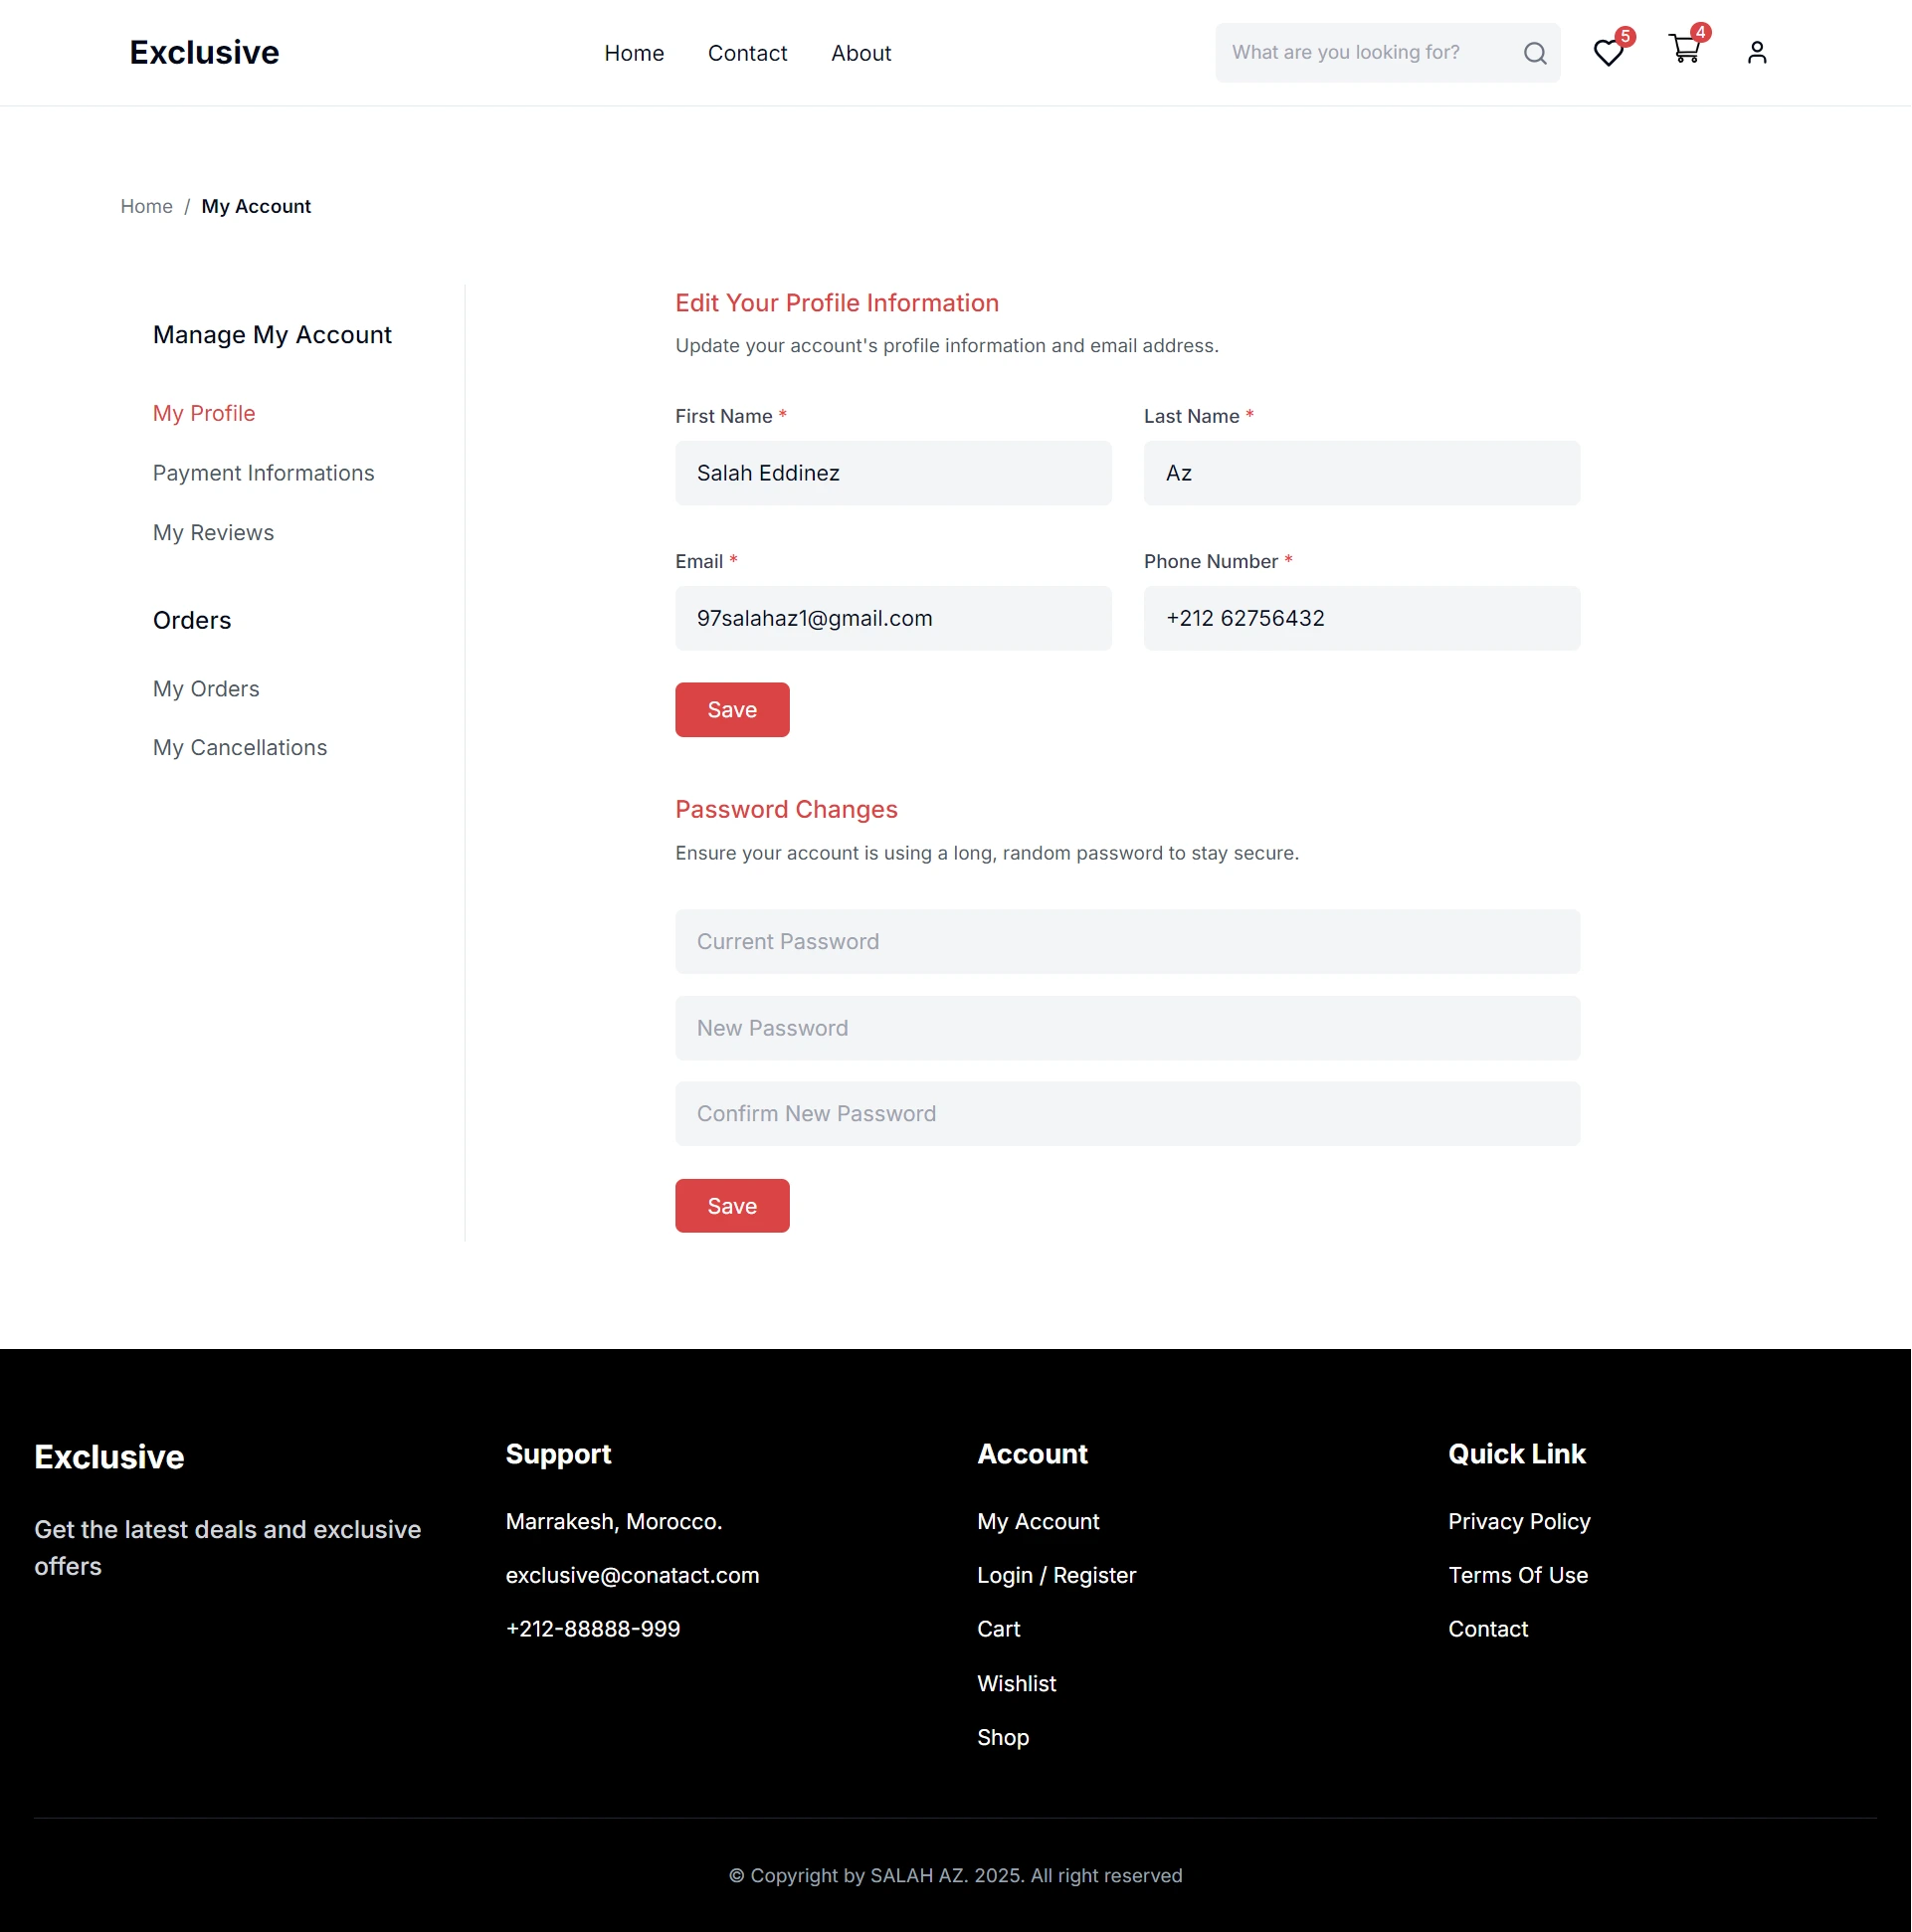 Exclusive
Home
Contact
About
What are you looking for?
5
4
Home / My Account
Manage My Account
My Profile
Payment Informations
My Reviews
Orders
My Orders
My Cancellations
Edit Your Profile Information
Update your account's profile information and email address.
First Name *
Salah Eddinez
Last Name *
Az
Email *
97salahaz1@gmail.com
Phone Number *
+212 62756432
Save
Password Changes
Ensure your account is using a long, random password to stay secure.
Current Password
New Password
Confirm New Password
Save
Exclusive
Get the latest deals and exclusive
offers
Support
Marrakesh, Morocco.
exclusive@conatact.com
+212-88888-999
Account
My Account
Login / Register
Cart
Wishlist
Shop
Quick Link
Privacy Policy
Terms Of Use
Contact
© Copyright by SALAH AZ. 2025. All right reserved